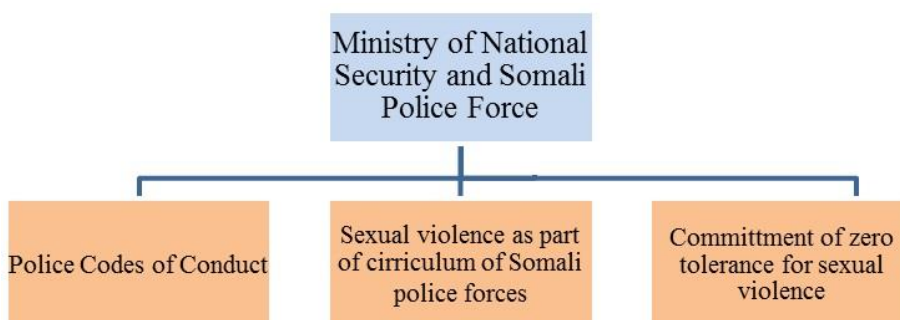 Ministry of National
Security and Somali
Police Force
Police Codes of Conduct
Sexual violence as part
of cirriculum of Somali
police forces
Committment of zero
tolerance for sexual
violence